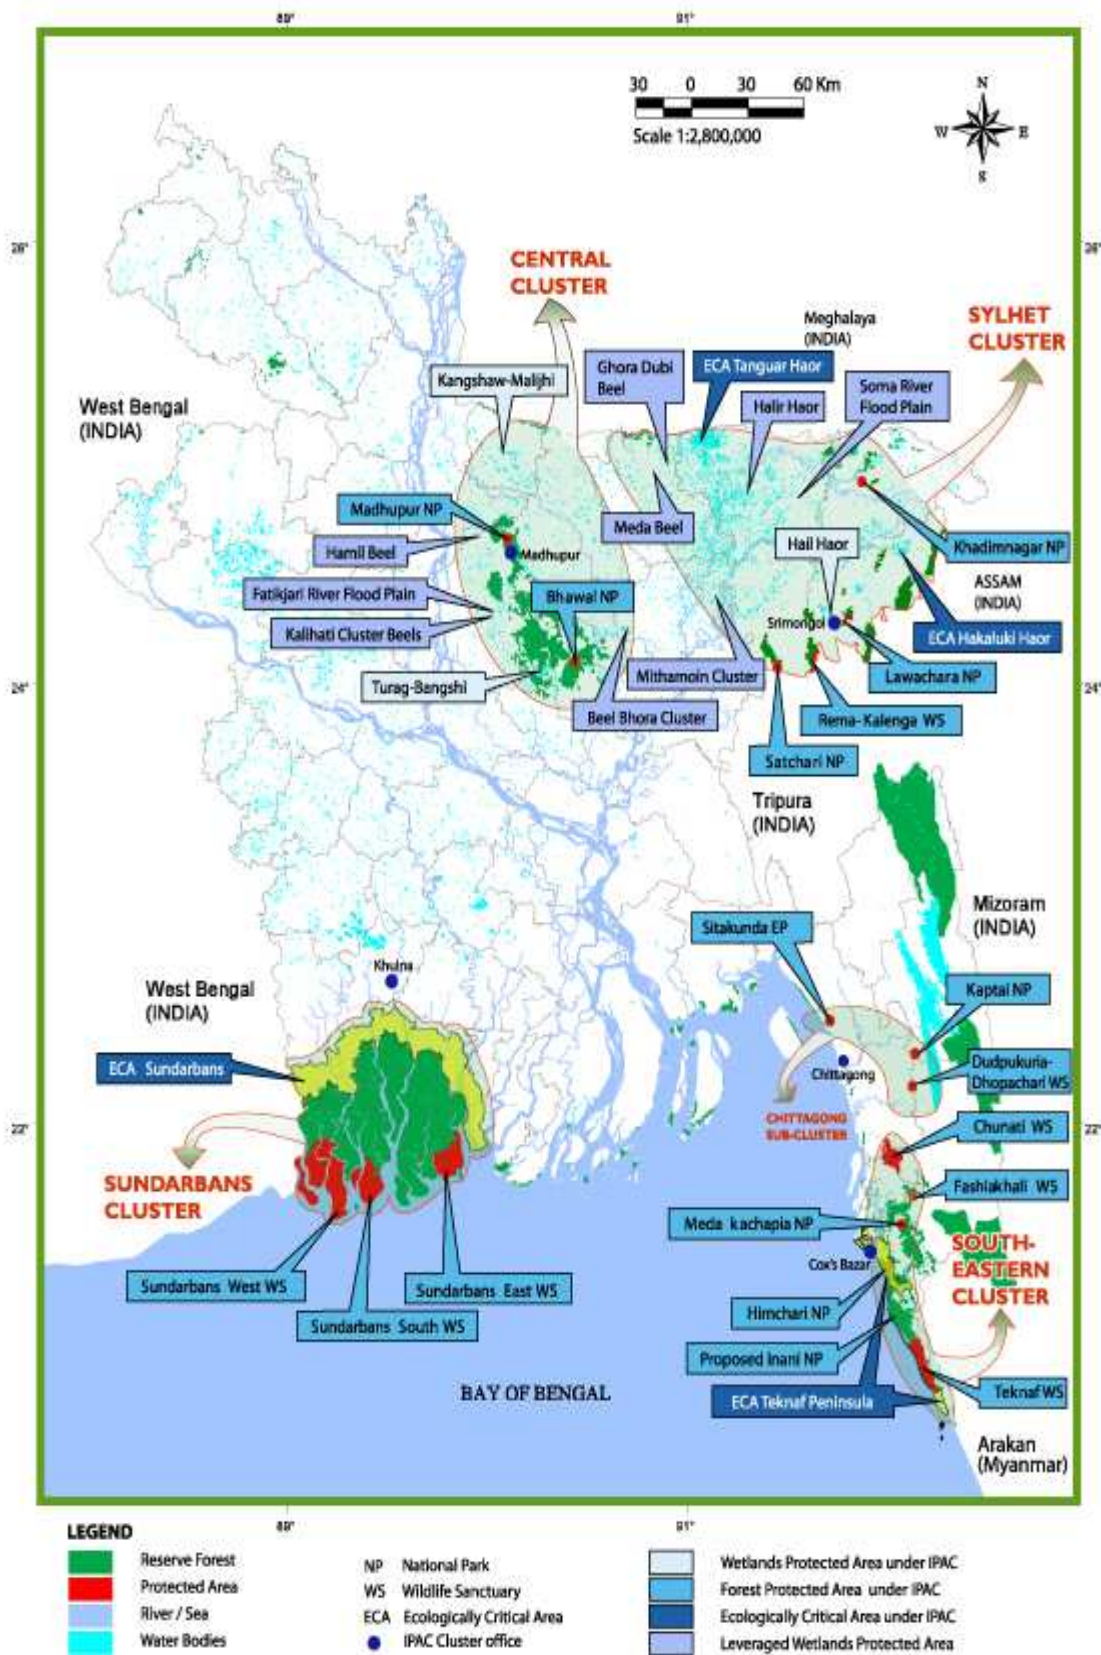 89°
91°
30 0 30 60 Km
Scale 1:2,800,000
N
W E
S
26°
26°
CENTRAL
CLUSTER
Meghalaya
(INDIA)
SYLHET
CLUSTER
Kangshaw-Malijhi
Ghora Dubi
Beel
ECA Tanguar Haor
Halir Haor
Soma River
Flood Plain
West Bengal
(INDIA)
Madhupur NP
Hamil Beel
Madhupur
Meda Beel
Hail Haor
Khadimnagar NP
ASSAM
(INDIA)
Fatikjari River Flood Plain
Bhawal NP
Kalihati Cluster Beels
Srimongol
ECA Hakaluki Haor
24°
24°
Turag-Bangshi
Mithamoin Cluster
Lawachara NP
Beel Bhora Cluster
Rema-Kalenga WS
Satchari NP
Tripura
(INDIA)
Mizoram
(INDIA)
Sitakunda EP
Khulna
West Bengal
(INDIA)
Kaptai NP
ECA Sundarbans
Chittagong
Dudpukuria-
Dhopachari WS
CHITTAGONG
SUB-CLUSTER
22°
22°
Chunati WS
SUNDARBANS
CLUSTER
Fashiakhali WS
Meda kachapia NP
SOUTH-
EASTERN
CLUSTER
Cox's Bazar
Sundarbans West WS
Sundarbans East WS
Himchari NP
Sundarbans South WS
Proposed Inani NP
BAY OF BENGAL
ECA Teknaf Peninsula
Teknaf WS
Arakan
(Myanmar)
89°
91°
LEGEND
Reserve Forest
Protected Area
River / Sea
Water Bodies
NP National Park
WS Wildlife Sanctuary
ECA Ecologically Critical Area
IPAC Cluster office
Wetlands Protected Area under IPAC
Forest Protected Area under IPAC
Ecologically Critical Area under IPAC
Leveraged Wetlands Protected Area